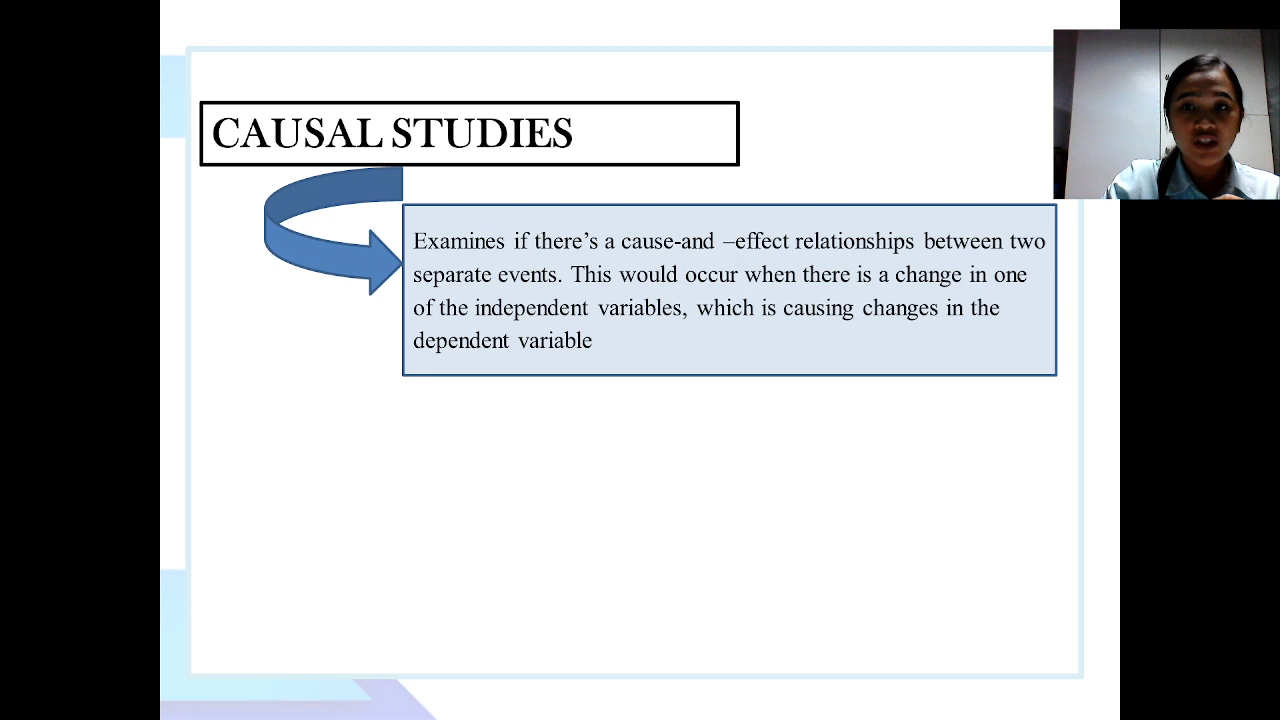 CAUSAL STUDIES
Examines if there’s a cause-and –effect relationships between two
separate events. This would occur when there is a change in one
of the independent variables, which is causing changes in the
dependent variable